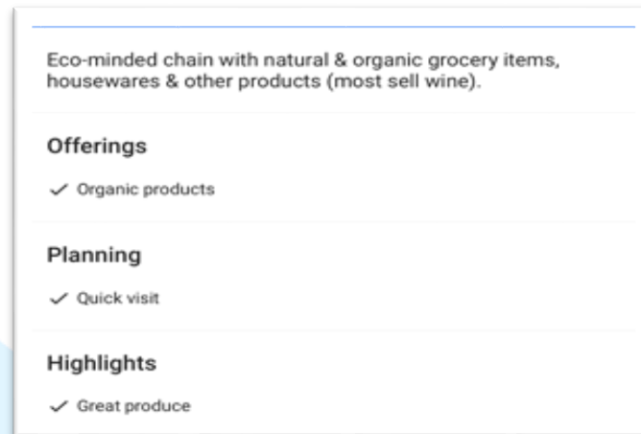 Eco-minded chain with natural & organic grocery items,
housewares & other products (most sell wine).
Offerings
✓ Organic products
Planning
✓ Quick visit
Highlights
✓ Great produce